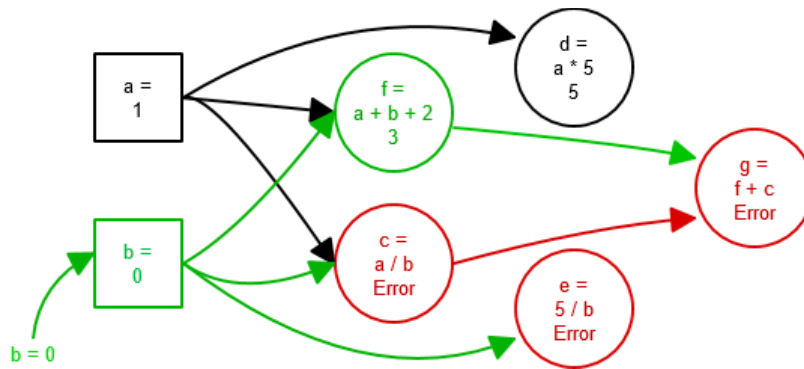 d =
a * 5
5
a =
1
f =
a + b + 2
3
g =
f + c
Error
b =
0
c =
a / b
Error
e =
5 / b
Error
b = 0